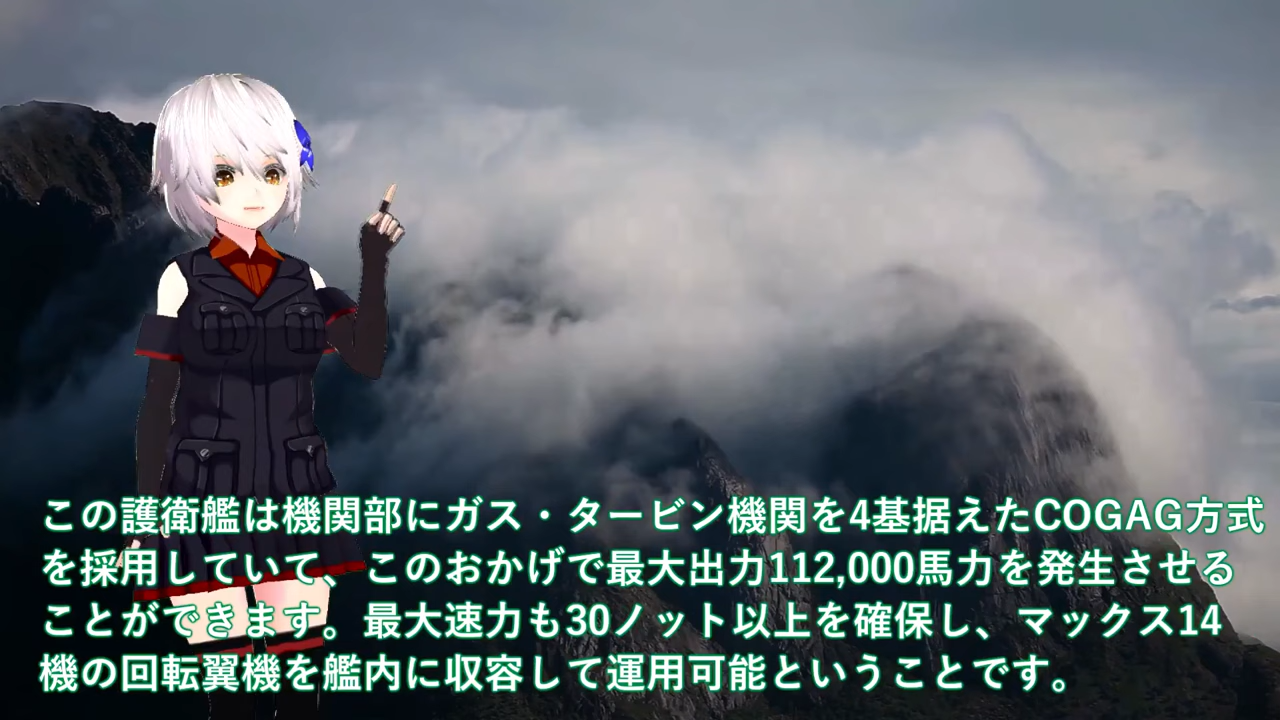 この護衛艦は機関部にガス・タービン機関を4基据えたCOGAG方式
を採用していて、このおかげで最大出力112,000馬力を発生させる
ことができます。最大速力も30ノット以上を確保し、マックス14
機の回転翼機を艦内に収容して運用可能ということです。